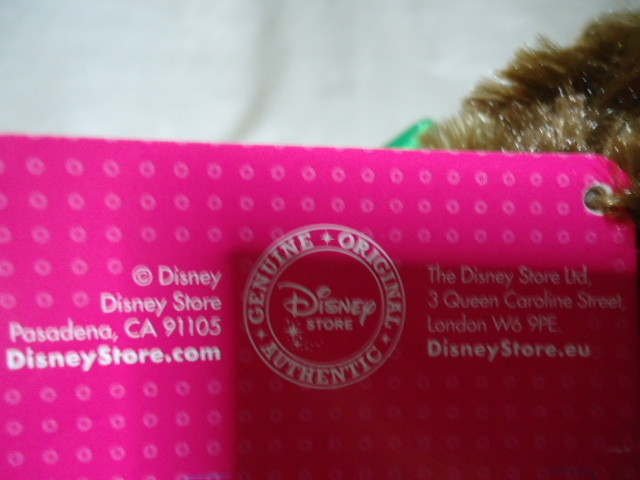 © Disney
Disney Store
Pasadena, CA 91105
DisneyStore.com
GENUINE ORIGINAL
Disney
STORE
AUTHENTIC
The Disney Store Ltd,
3 Queen Caroline Street,
London W6 9PE.
DisneyStore.eu